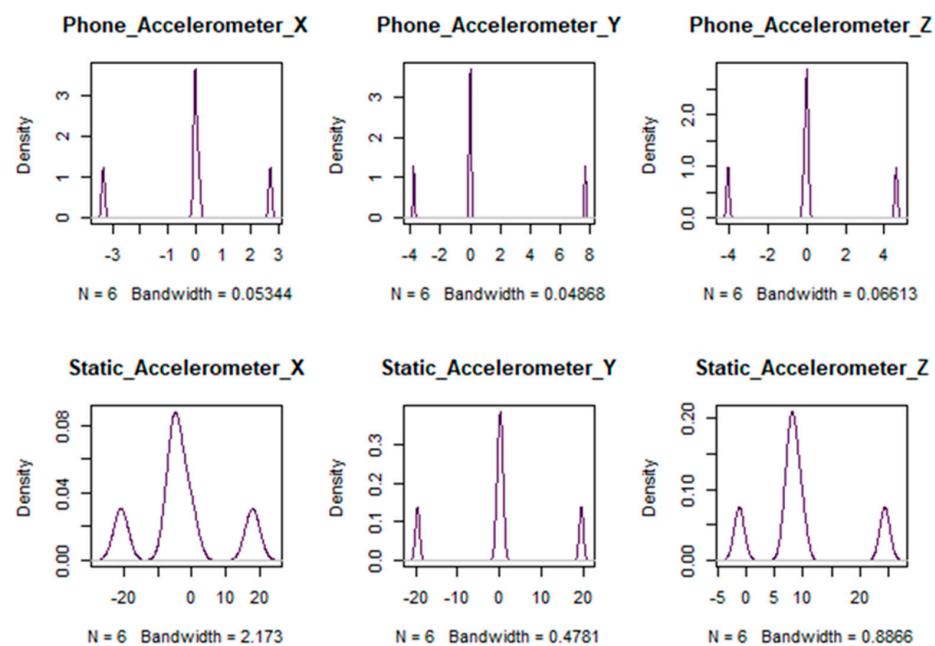 Phone_Accelerometer_X
Phone_Accelerometer_Y
Phone_Accelerometer_Z
Density
0 1 2 3
-3 -1 0 1 2 3
N = 6 Bandwidth = 0.05344
Density
0 1 2 3
-4 -2 0 2 4 6 8
N = 6 Bandwidth = 0.04868
Density
0.0 1.0 2.0
-4 -2 0 2 4
N = 6 Bandwidth = 0.06613
Static_Accelerometer_X
Static_Accelerometer_Y
Static_Accelerometer_Z
Density
0.00 0.04 0.08
-20 0 10 20
N = 6 Bandwidth = 2.173
Density
0.0 0.1 0.2 0.3
-20 -10 0 10 20
N = 6 Bandwidth = 0.4781
Density
0.00 0.10 0.20
-5 0 5 10 20
N = 6 Bandwidth = 0.8866